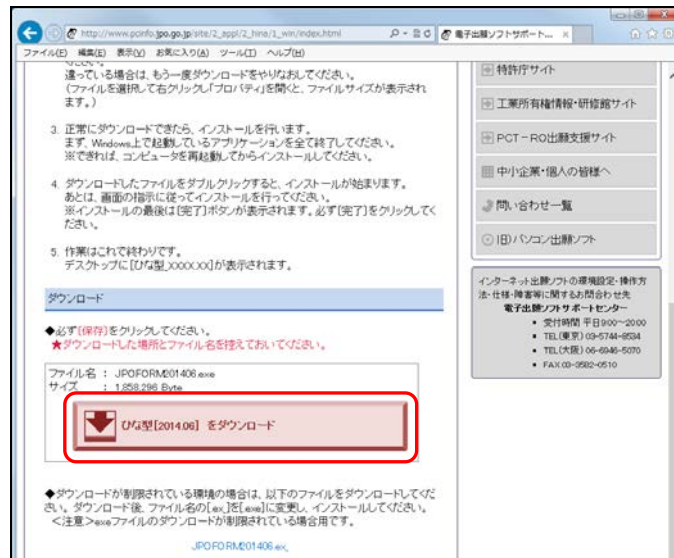 http://www.pcinfo.jpo.go.jp/site/2_appl/2_hina/1_win/index.html
電子出願ソフトサポート...
ファイル(E) 編集(E) 表示(V) お気に入り(A) ツール(T) ヘルプ(H)
違っている場合は、もう一度ダウンロードをやりなおしてください。
(ファイルを選択して右クリックし「プロパティ」を開くと、ファイルサイズが表示され
ます。)
3. 正常にダウンロードできたら、インストールを行います。
まず、Windows上で起動しているアプリケーションを全て終了してください。
※できれば、コンピュータを再起動してからインストールしてください。
4. ダウンロードしたファイルをダブルクリックすると、インストールが始まります。
あとは、画面の指示に従ってインストールを行ってください。
※インストールの最後は[完了]ボタンが表示されます。必ず[完了]をクリックしてく
ださい。
5. 作業はこれで終わりです。
デスクトップに[ひな型_XXXX.XX]が表示されます。
ダウンロード
◆必ず[保存]をクリックしてください。
★ダウンロードした場所とファイル名を控えておいてください。
ファイル名 : JPOFORM201406.exe
サイズ : 1,858,296 Byte
ひな型[2014.06] をダウンロード
◆ダウンロードが制限されている環境の場合は、以下のファイルをダウンロードしてくだ
さい。ダウンロード後、ファイル名の[.ex_]を[.exe]に変更し、インストールしてください。
<注意>exeファイルのダウンロードが制限されている場合用です。
JPOFORM201406.ex_
特許庁サイト
工業所有権情報・研修館サイト
PCT-RO出願支援サイト
中小企業・個人の皆様へ
問い合わせ一覧
(旧)パソコン出願ソフト
インターネット出願ソフトの環境設定・操作方
法・仕様・障害等に関するお問合わせ先
電子出願ソフトサポートセンター
• 受付時間 平日9:00～20:00
• TEL(東京) 03-5744-8534
• TEL(大阪) 06-6946-5070
• FAX 03-3582-0510